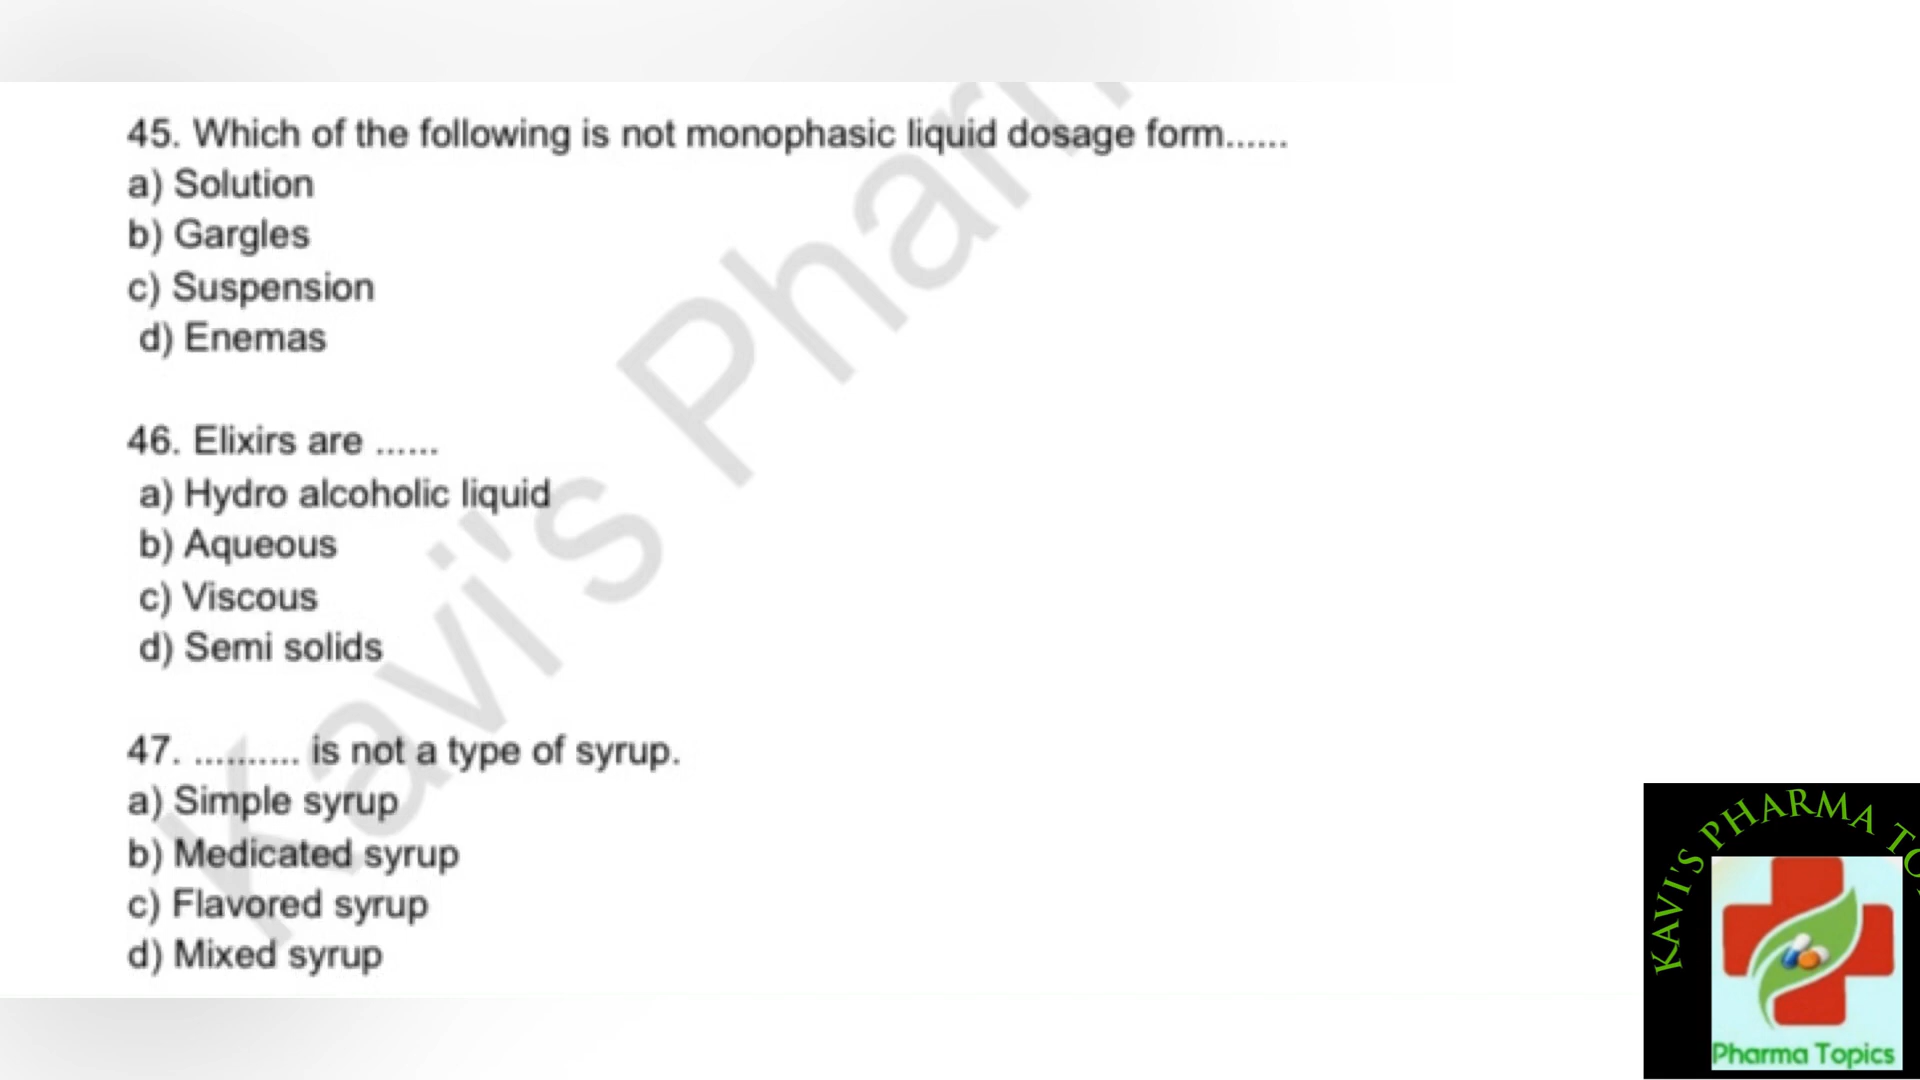 45. Which of the following is not monophasic liquid dosage form......
a) Solution
b) Gargles
c) Suspension
d) Enemas
46. Elixirs are ......
a) Hydro alcoholic liquid
b) Aqueous
c) Viscous
d) Semi solids
47. .......... is not a type of syrup.
a) Simple syrup
b) Medicated syrup
c) Flavored syrup
d) Mixed syrup
Kavi's Pharm
KAVI'S PHARMA TO
Pharma Topics